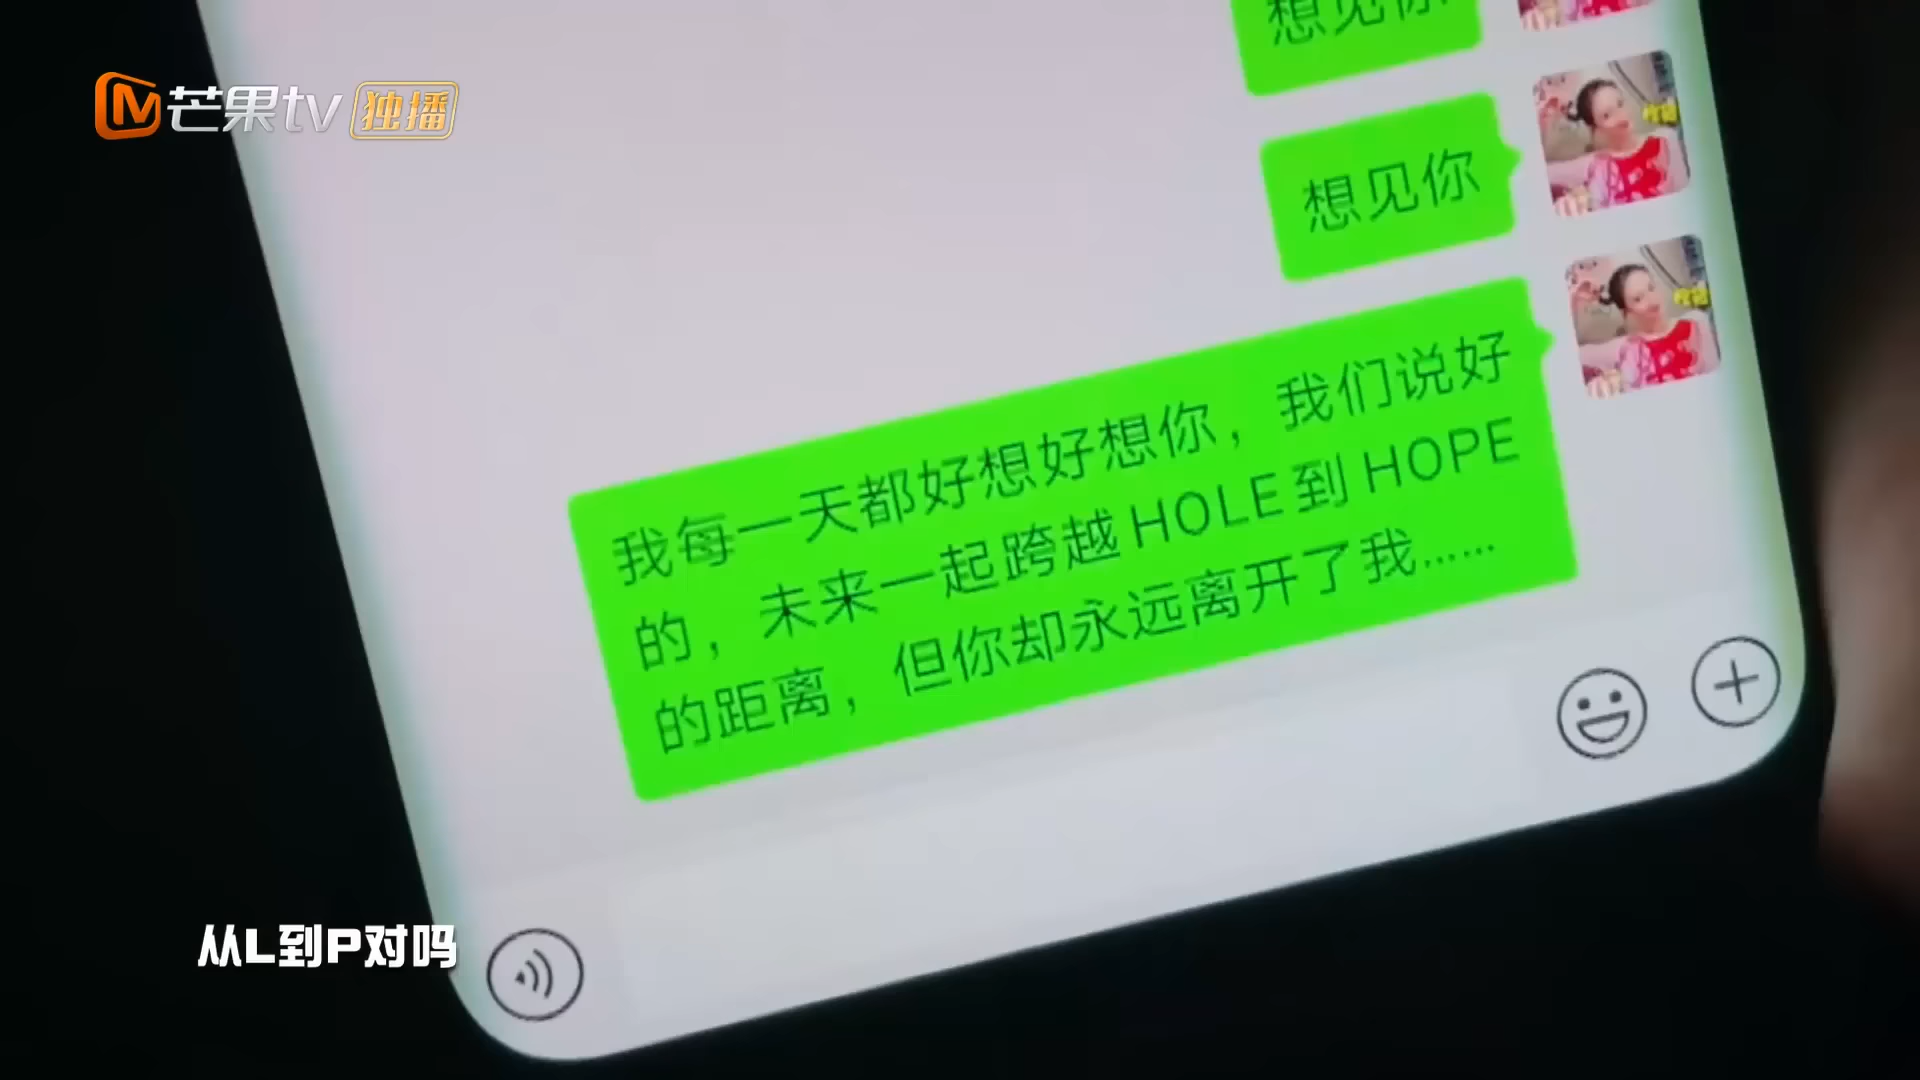 芒果tv 独播
想见你
想见你
我每一天都好想好想你，我们说好
的，未来一起跨越HOLE到HOPE
的距离，但你却永远离开了我……
从L到P对吗